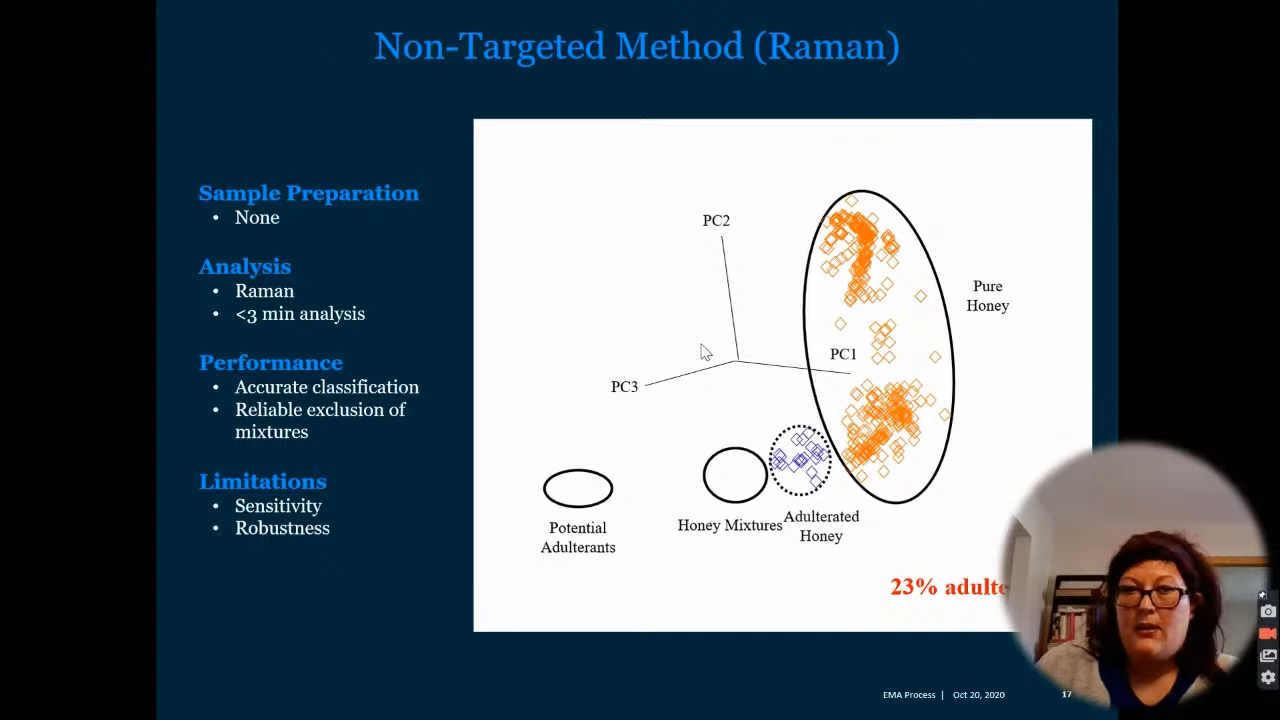 Non-Targeted Method (Raman)
Sample Preparation
• None
Analysis
• Raman
• <3 min analysis
Performance
• Accurate classification
• Reliable exclusion of
mixtures
Limitations
• Sensitivity
• Robustness
PC2
PC1
PC3
Pure
Honey
Potential
Adulterants
Honey Mixtures
Adulterated
Honey
23%
EMA Process | Oct 20, 2020
17